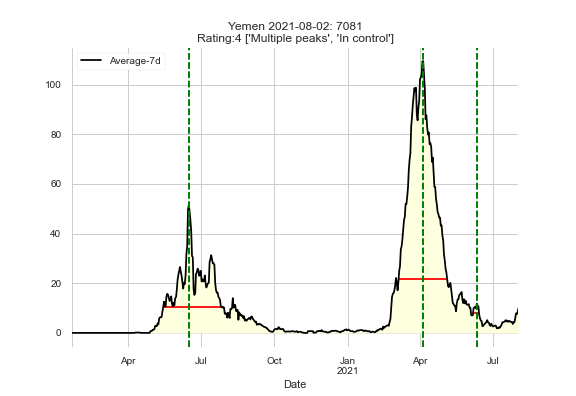 Yemen 2021-08-02: 7081
Rating:4 ['Multiple peaks', 'In control']
Average-7d
100
80
60
40
20
0
Apr
Jul
Oct
Jan
2021
Apr
Jul
Date